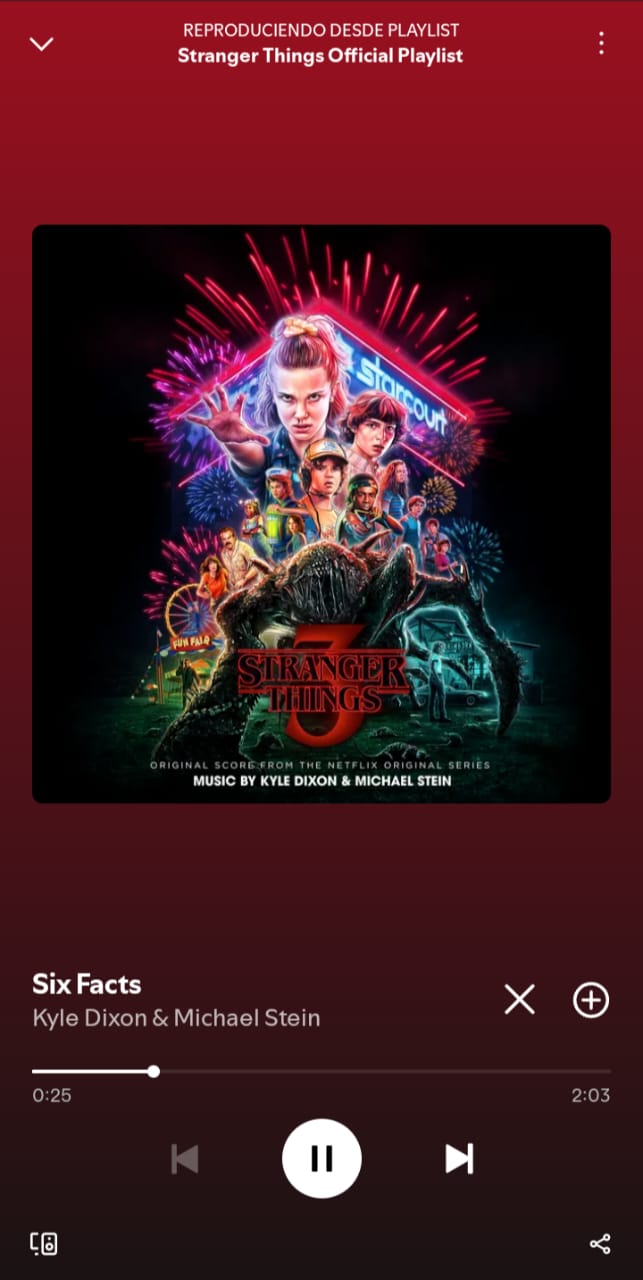 REPRODUCIENDO DESDE PLAYLIST
Stranger Things Official Playlist
starcourt
FUN FAIR
3
STRANGER
THINGS
ORIGINAL SCORE FROM THE NETFLIX ORIGINAL SERIES
MUSIC BY KYLE DIXON & MICHAEL STEIN
Six Facts
Kyle Dixon & Michael Stein
0:25
2:03